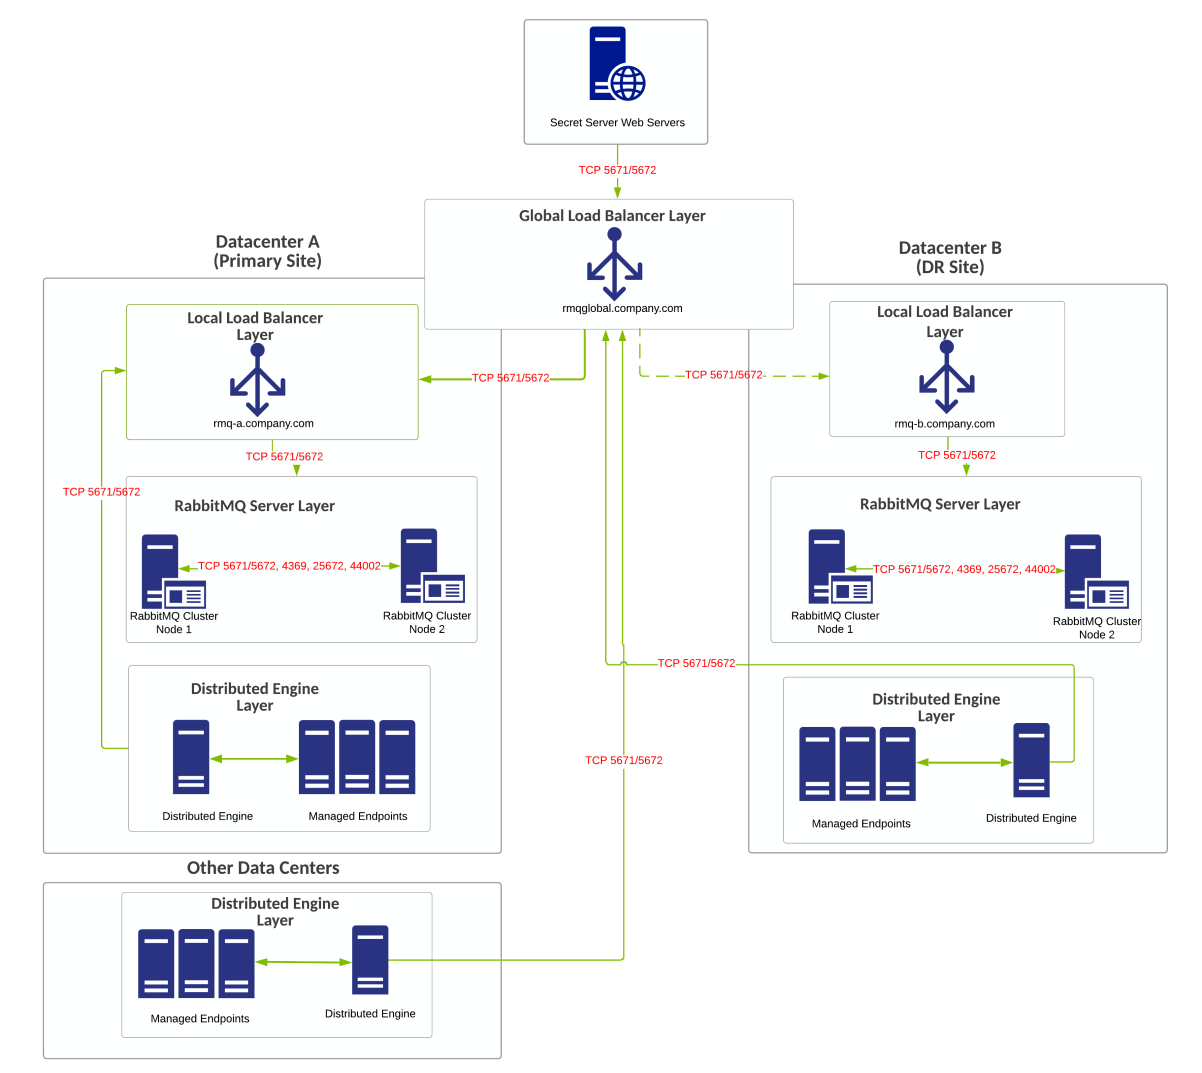 Secret Server Web Servers
TCP 5671/5672
Global Load Balancer Layer
rmqglobal.company.com
Datacenter A
(Primary Site)
Datacenter B
(DR Site)
Local Load Balancer
Layer
rmq-a.company.com
TCP 5671/5672
TCP 5671/5672
Local Load Balancer
Layer
rmq-b.company.com
TCP 5671/5672
TCP 5671/5672
TCP 5671/5672
RabbitMQ Server Layer
TCP 5671/5672, 4369, 25672, 44002
RabbitMQ Cluster
Node 1
RabbitMQ Cluster
Node 2
RabbitMQ Server Layer
TCP 5671/5672, 4369, 25672, 44002
RabbitMQ Cluster
Node 1
RabbitMQ Cluster
Node 2
TCP 5671/5672
Distributed Engine
Layer
Distributed Engine
Managed Endpoints
Distributed Engine
Layer
Managed Endpoints
Distributed Engine
TCP 5671/5672
Other Data Centers
Distributed Engine
Layer
Managed Endpoints
Distributed Engine